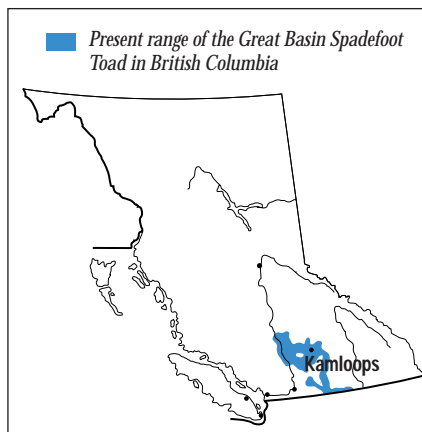 Present range of the Great Basin Spadefoot
Toad in British Columbia
Kamloops